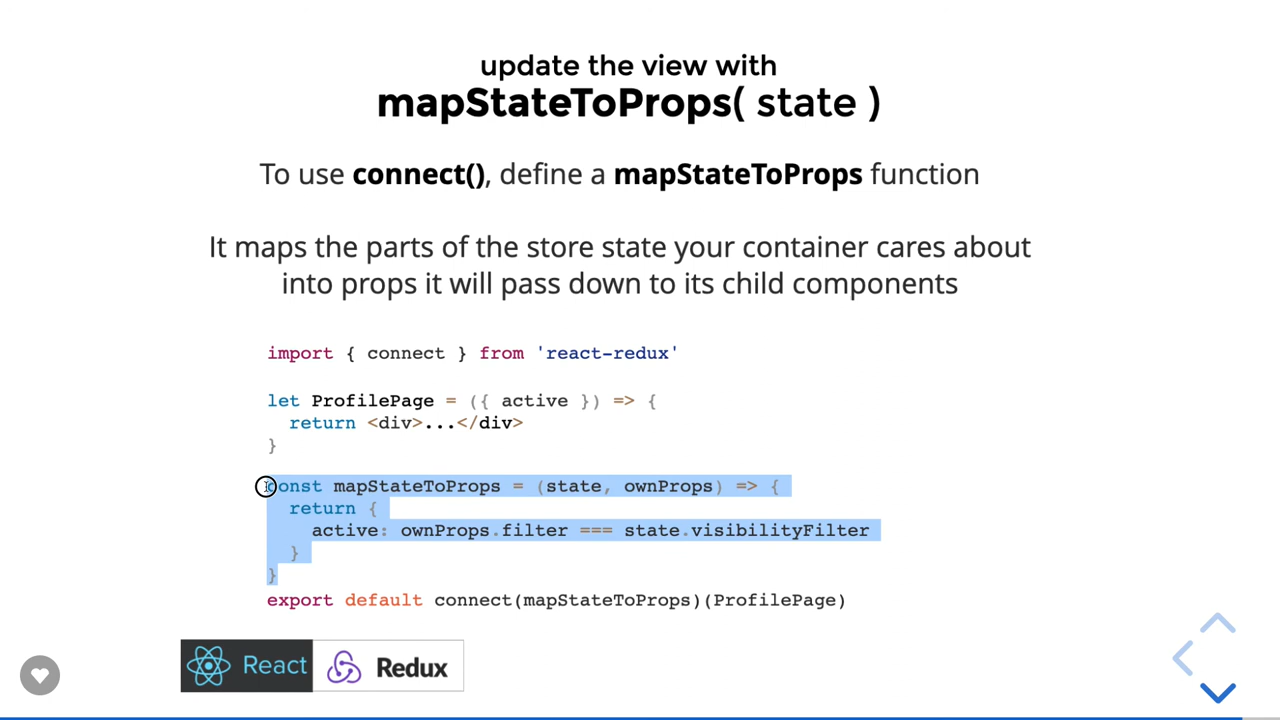 update the view with
mapStateToProps( state )
To use connect(), define a mapStateToProps function
It maps the parts of the store state your container cares about
into props it will pass down to its child components
import { connect } from 'react-redux'
let ProfilePage = ({ active }) => {
  return <div>...</div>
}
const mapStateToProps = (state, ownProps) => {
  return {
    active: ownProps.filter === state.visibilityFilter
  }
}
export default connect(mapStateToProps)(ProfilePage)
React Redux